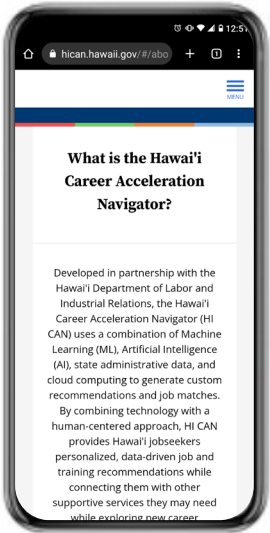 12:51
hican.hawaii.gov/#/abo
1
MENU
What is the Hawai'i
Career Acceleration
Navigator?
Developed in partnership with the
Hawai'i Department of Labor and
Industrial Relations, the Hawai'i
Career Acceleration Navigator (HI
CAN) uses a combination of Machine
Learning (ML), Artificial Intelligence
(AI), state administrative data, and
cloud computing to generate custom
recommendations and job matches.
By combining technology with a
human-centered approach, HI CAN
provides Hawai'i jobseekers
personalized, data-driven job and
training recommendations while
connecting them with other
supportive services they may need
while exploring new career